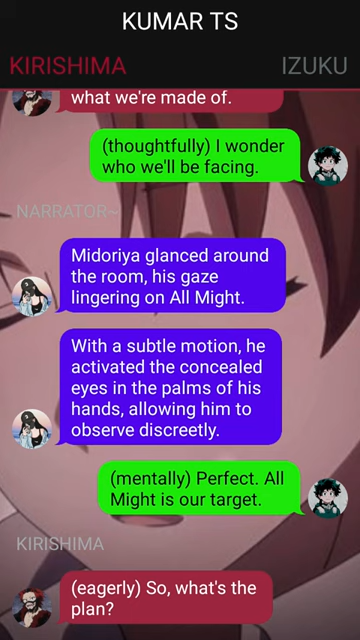 KUMAR TS
KIRISHIMA
IZUKU
what we're made of.
(thoughtfully) I wonder
who we'll be facing.
NARRATOR~
Midoriya glanced around
the room, his gaze
lingering on All Might.
With a subtle motion, he
activated the concealed
eyes in the palms of his
hands, allowing him to
observe discreetly.
(mentally) Perfect. All
Might is our target.
KIRISHIMA
(eagerly) So, what's the
plan?